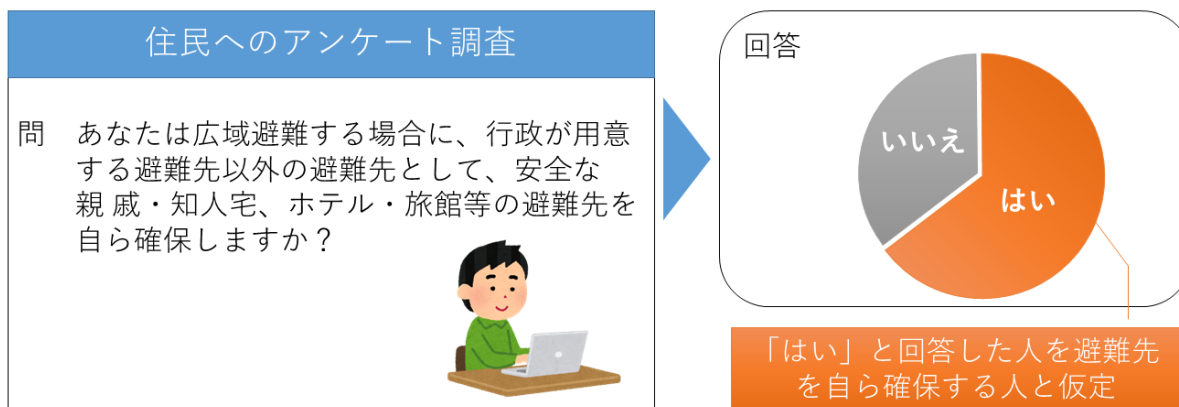 住民へのアンケート調査
問 あなたは広域避難する場合に、行政が用意
する避難先以外の避難先として、安全な
親 戚・知人宅、ホテル・旅館等の避難先を
自ら確保しますか？
回答
いいえ
はい
「はい」と回答した人を避難先
を自ら確保する人と仮定